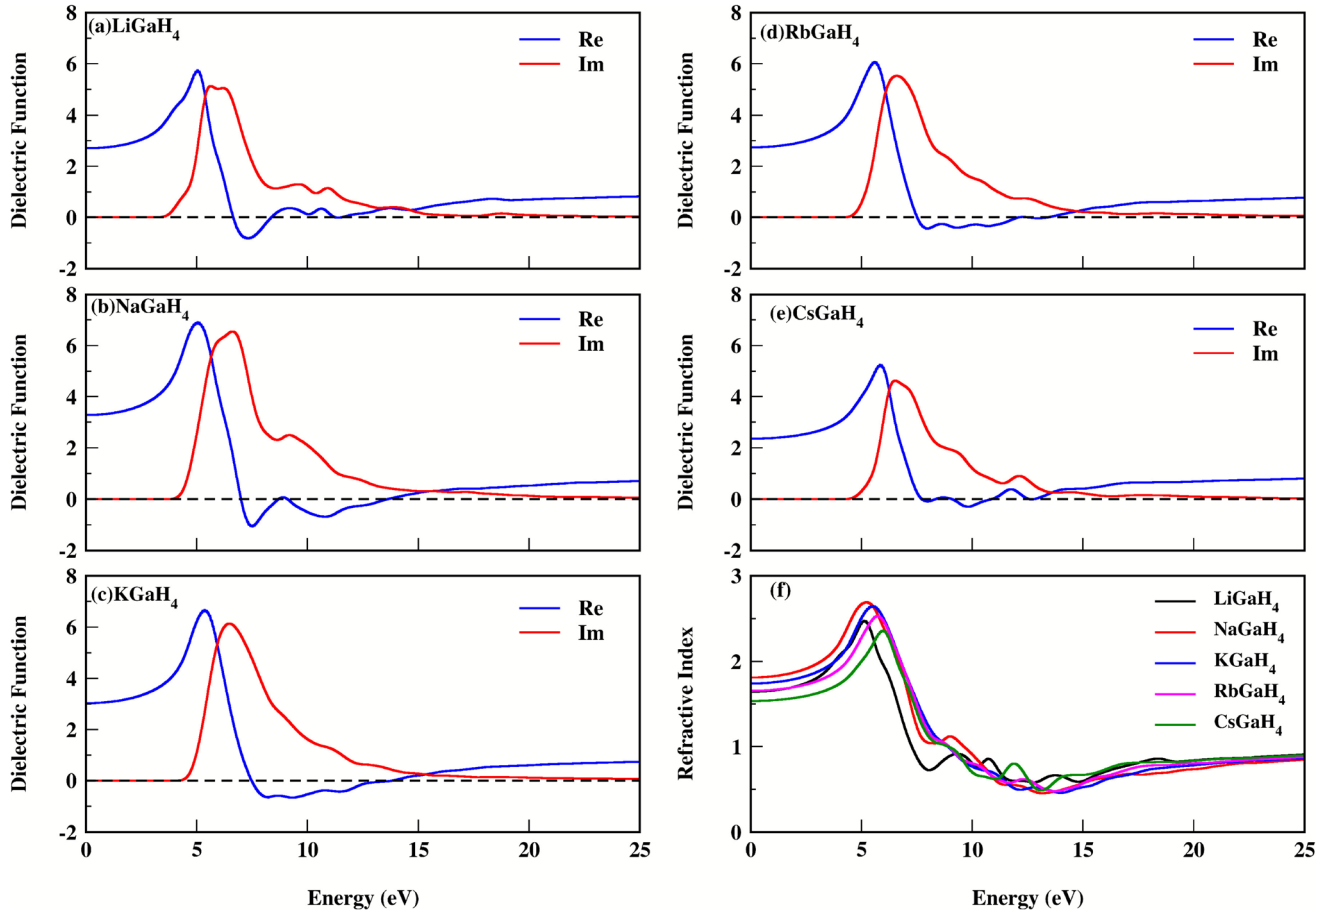 (a)LiGaH4
Re
Im
Dielectric Function
8
6
4
2
0
-2
(b)NaGaH4
Re
Im
Dielectric Function
8
6
4
2
0
-2
(c)KGaH4
Re
Im
Dielectric Function
8
6
4
2
0
-2
0 5 10 15 20 25
Energy (eV)
(d)RbGaH4
Re
Im
Dielectric Function
8
6
4
2
0
-2
(e)CsGaH4
Re
Im
Dielectric Function
8
6
4
2
0
-2
(f)
LiGaH4
NaGaH4
KGaH4
RbGaH4
CsGaH4
Refractive Index
3
2
1
0
0 5 10 15 20 25
Energy (eV)